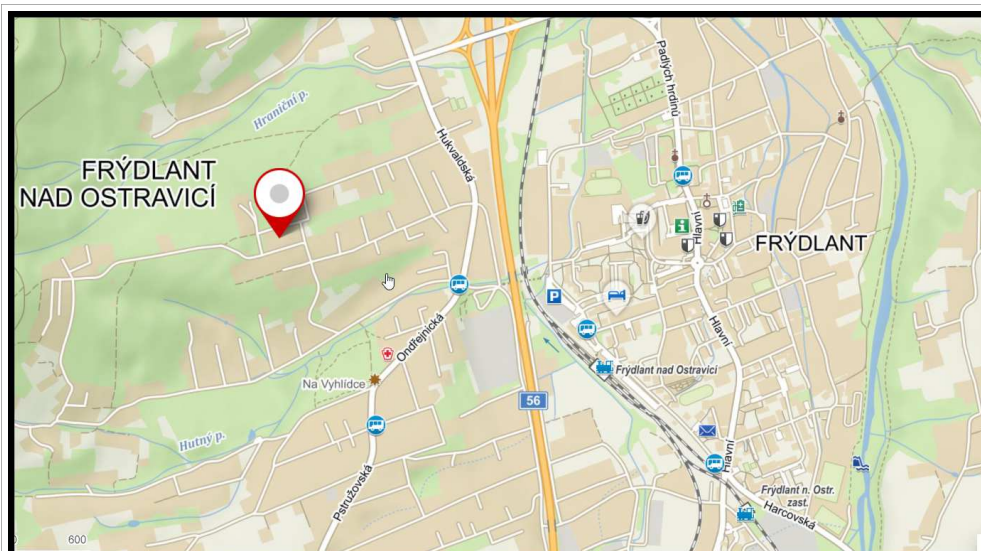 Padlých hrdinů
Hraniční p.
Hukvaldská
FRÝDLANT
NAD OSTRAVICÍ
Hlavní
FRÝDLANT
P
Hlavní
Ondřejnická
Frýdlant nad Ostravicí
Na Vyhlídce
56
Hutný p.
Hlavní
Pstružovská
Frýdlant n. Ostr.
zast.
Harcovská
600